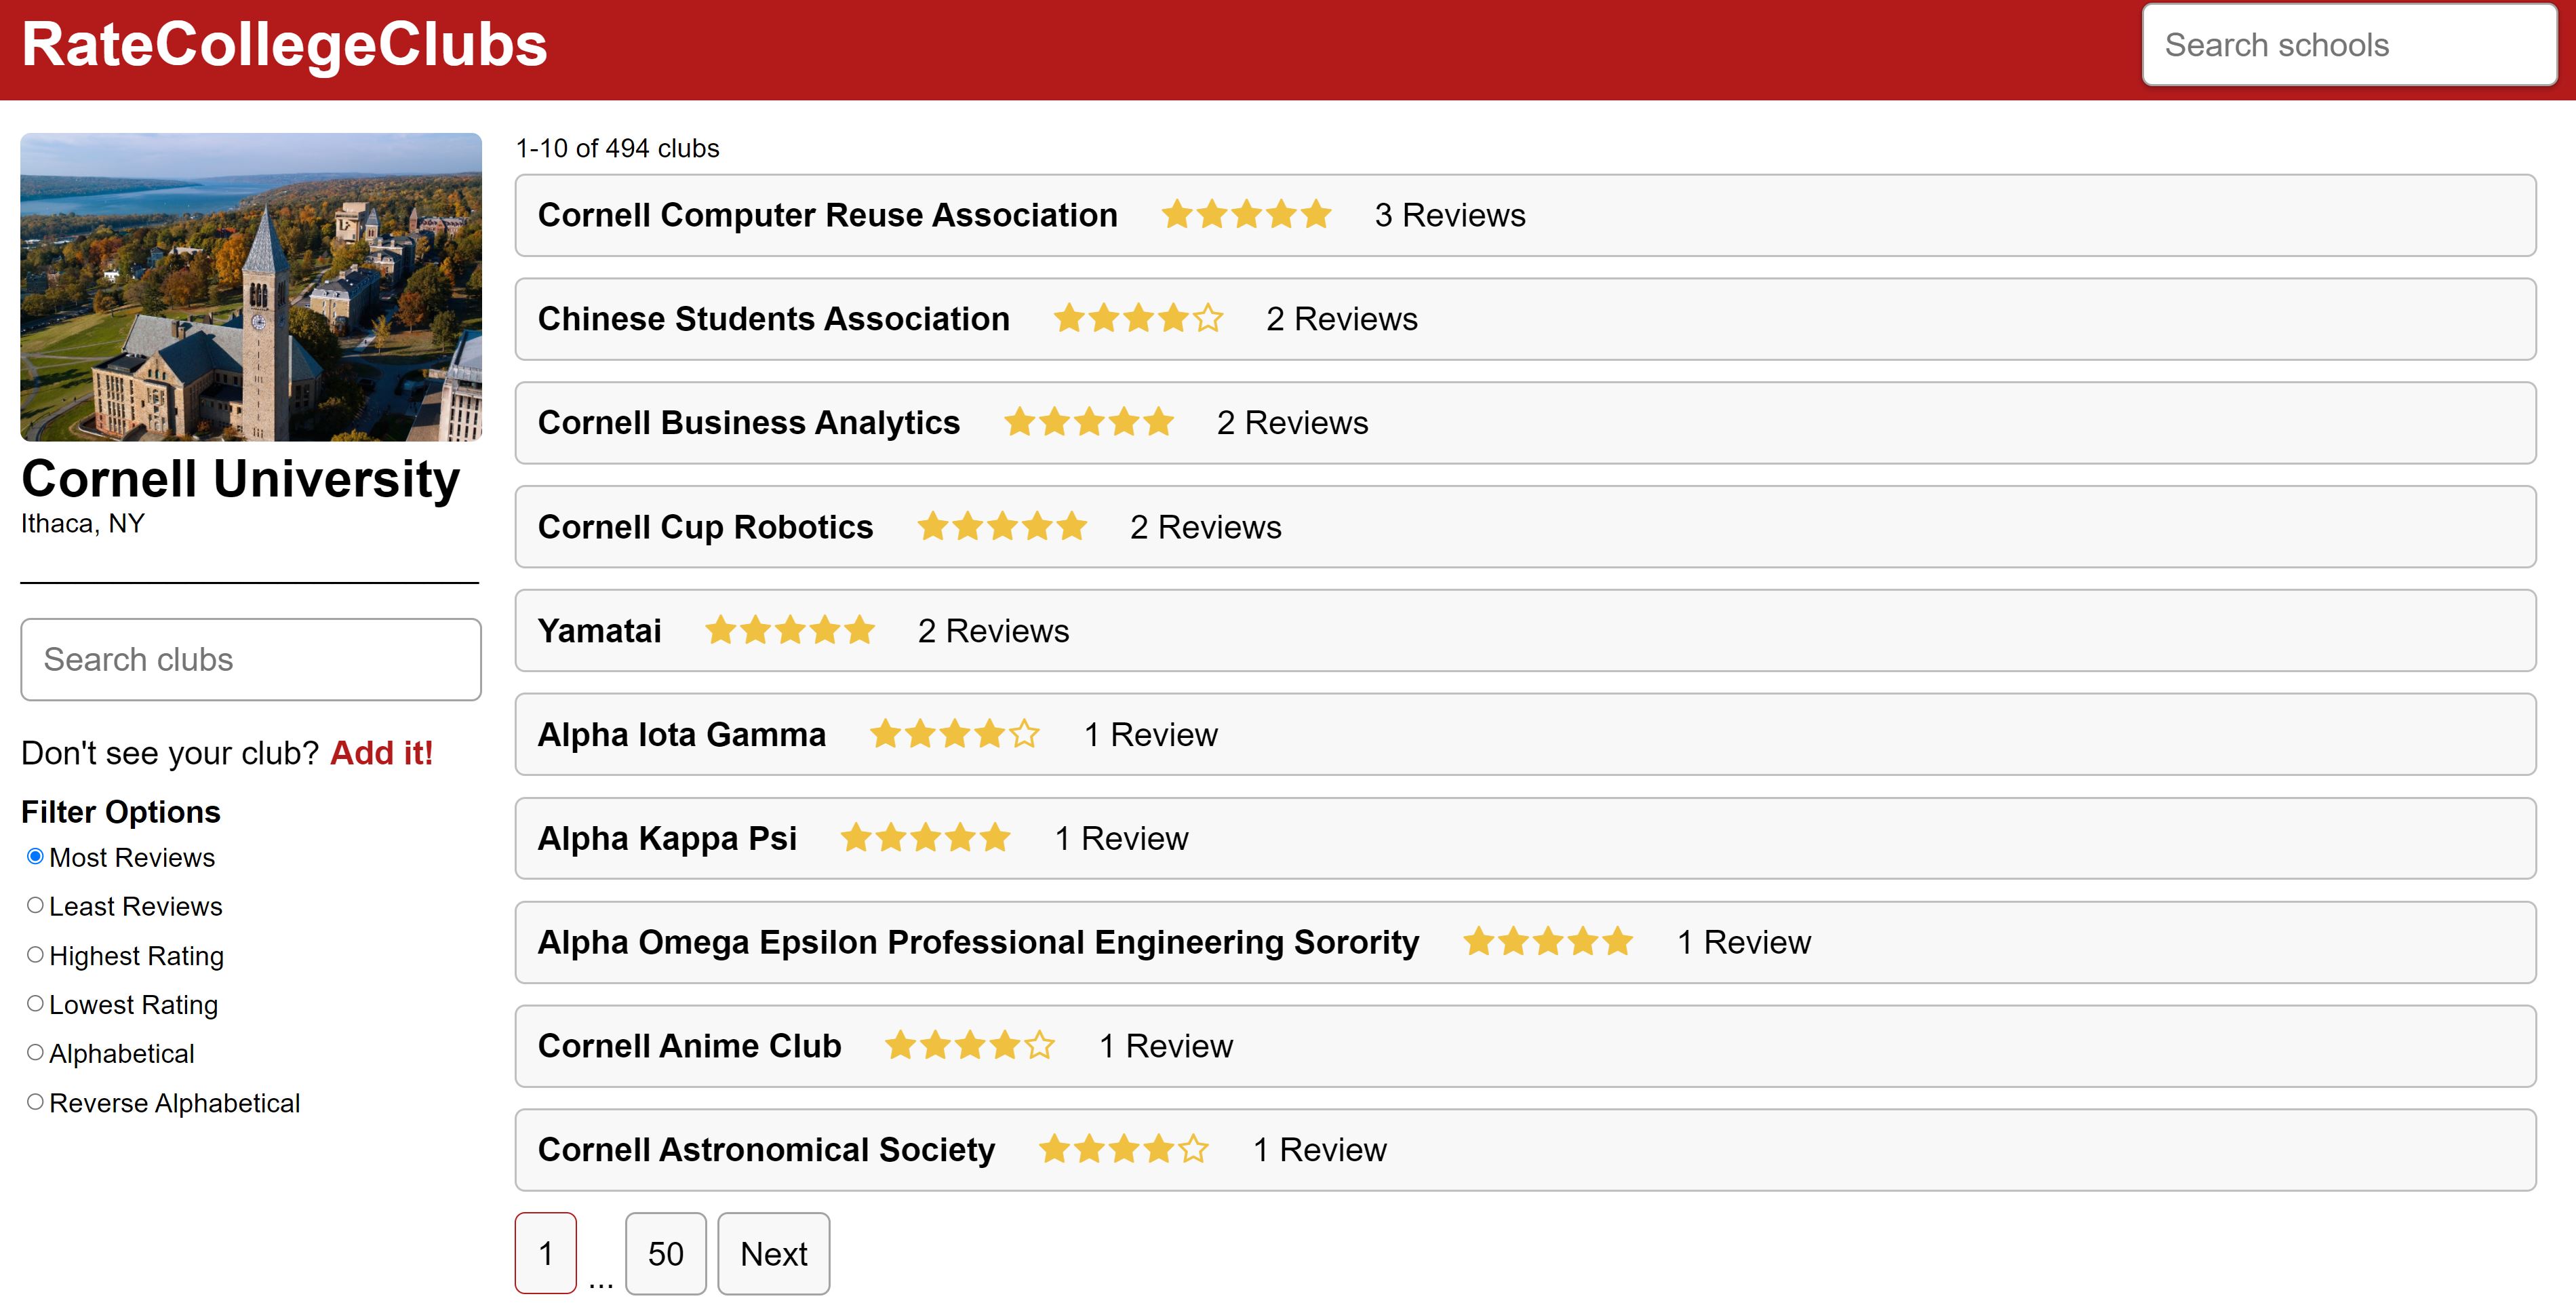 RateCollegeClubs
Search schools
Cornell University
Ithaca, NY
Search clubs
Don't see your club? Add it!
Filter Options
Most Reviews
Least Reviews
Highest Rating
Lowest Rating
Alphabetical
Reverse Alphabetical
1-10 of 494 clubs
Cornell Computer Reuse Association 3 Reviews
Chinese Students Association 2 Reviews
Cornell Business Analytics 2 Reviews
Cornell Cup Robotics 2 Reviews
Yamatai 2 Reviews
Alpha Iota Gamma 1 Review
Alpha Kappa Psi 1 Review
Alpha Omega Epsilon Professional Engineering Sorority 1 Review
Cornell Anime Club 1 Review
Cornell Astronomical Society 1 Review
1 ... 50 Next